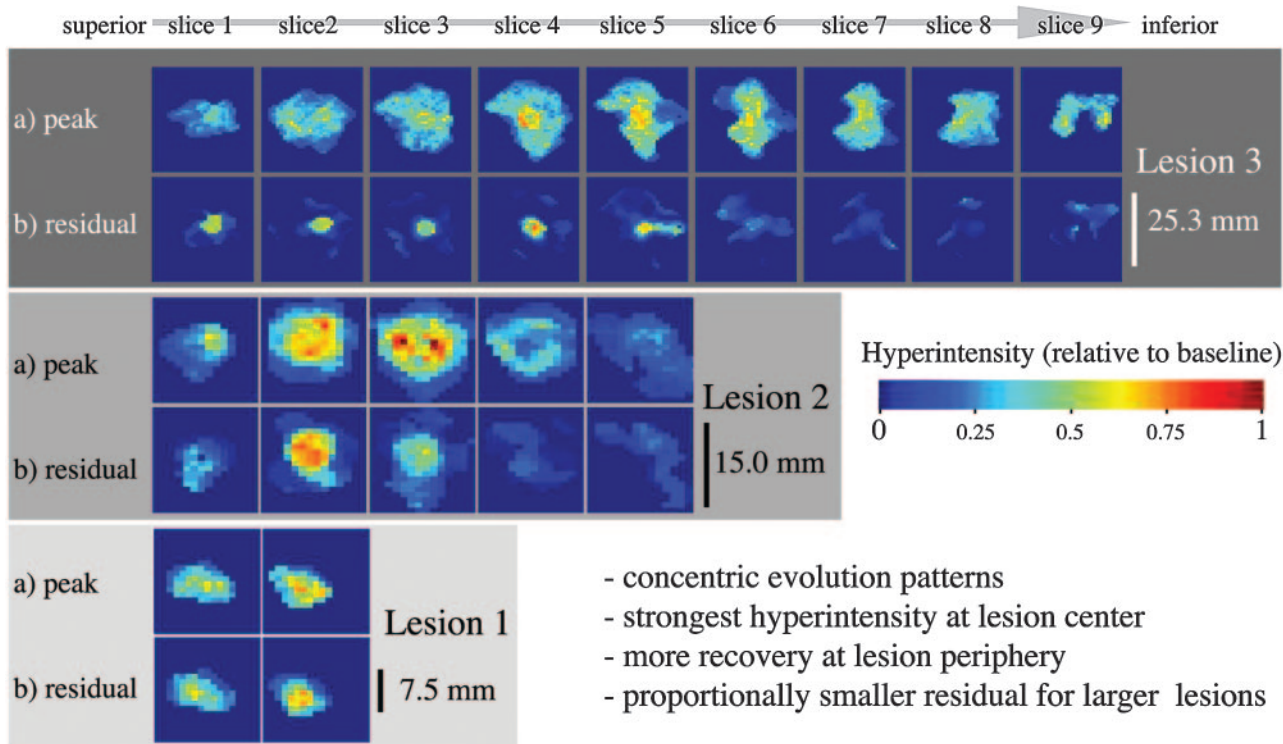 superior slice 1 slice2 slice 3 slice 4 slice 5 slice 6 slice 7 slice 8 slice 9 inferior
a) peak
b) residual
Lesion 3
25.3 mm
a) peak
b) residual
Lesion 2
15.0 mm
Hyperintensity (relative to baseline)
0 0.25 0.5 0.75 1
a) peak
b) residual
Lesion 1
7.5 mm
- concentric evolution patterns
- strongest hyperintensity at lesion center
- more recovery at lesion periphery
- proportionally smaller residual for larger lesions